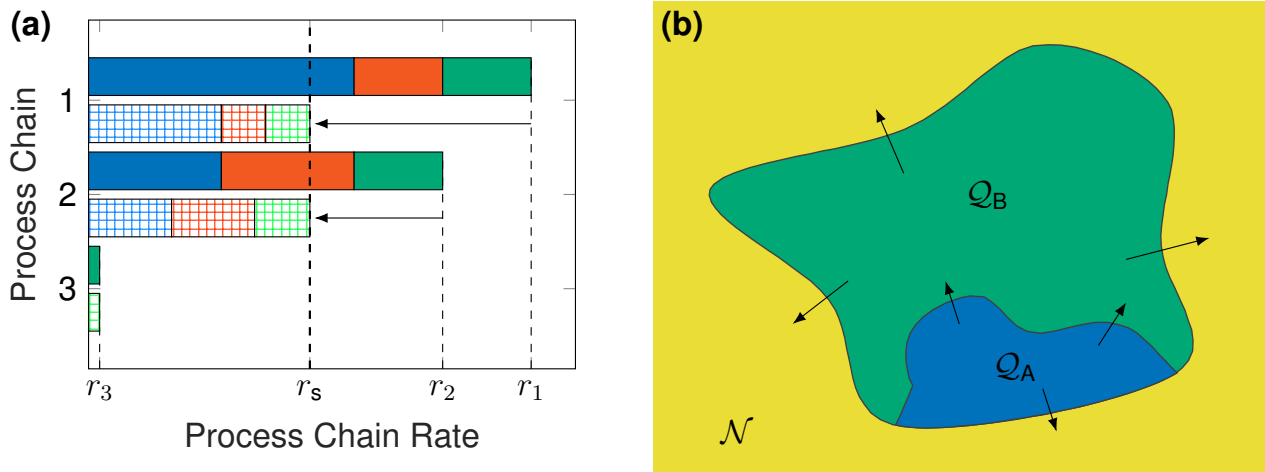 (a)
Process Chain
1
2
3
r₃
rₛ
r₂
r₁
Process Chain Rate
(b)
𝒬B
𝒬A
𝒩